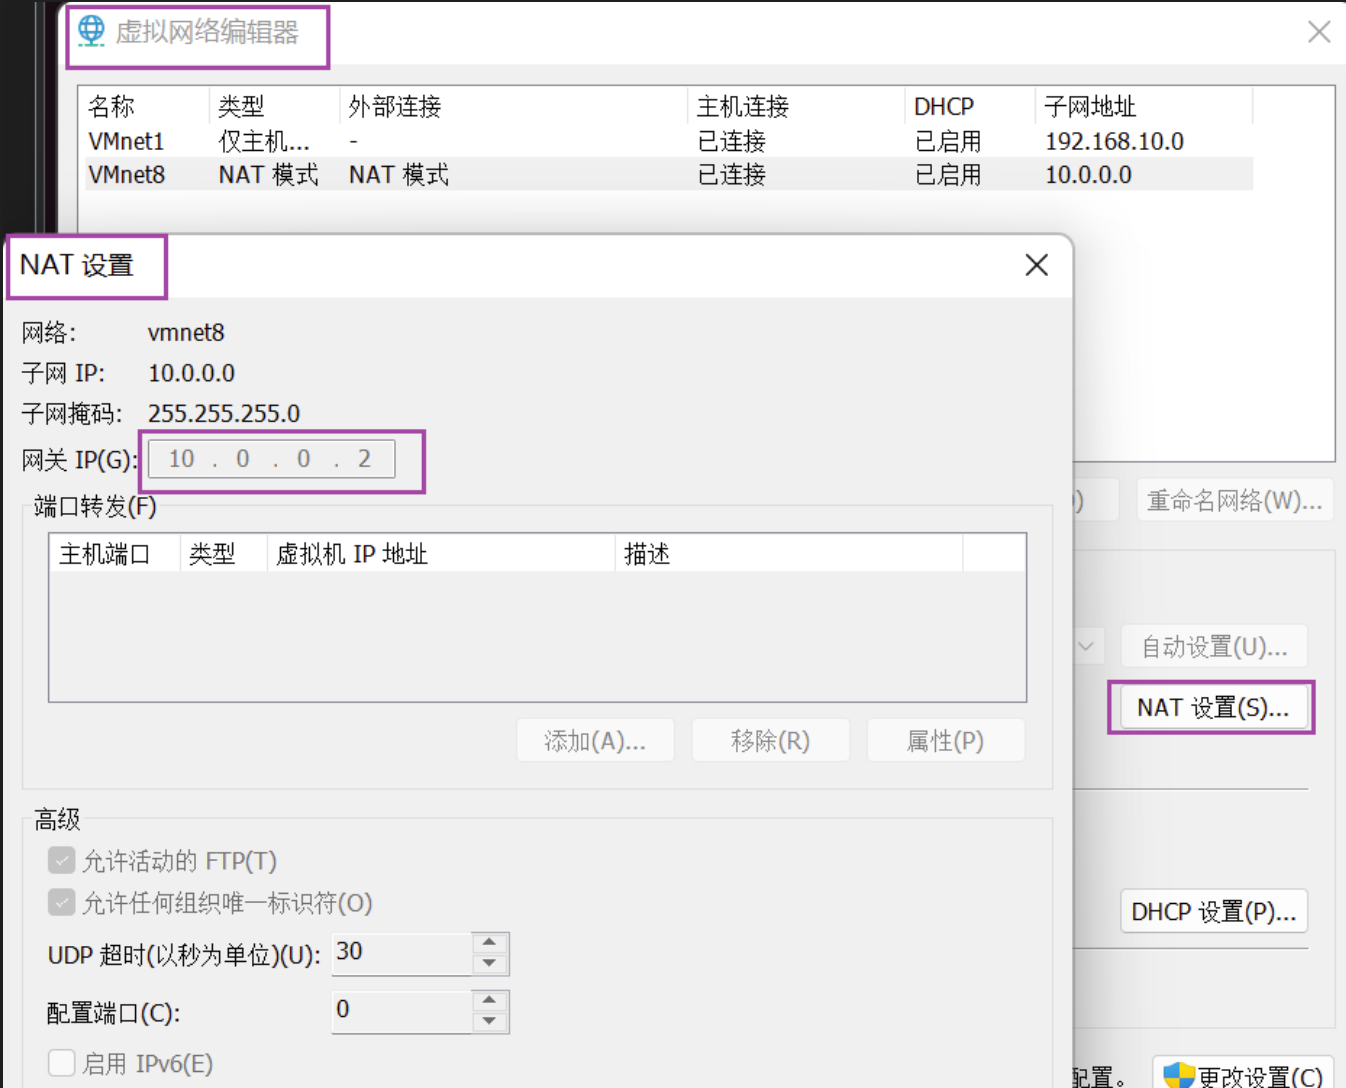 虚拟网络编辑器
名称 类型 外部连接 主机连接 DHCP 子网地址
VMnet1 仅主机... - 已连接 已启用 192.168.10.0
VMnet8 NAT 模式 NAT 模式 已连接 已启用 10.0.0.0
NAT 设置
网络: vmnet8
子网 IP: 10.0.0.0
子网掩码: 255.255.255.0
网关 IP(G): 10 . 0 . 0 . 2
重命名网络(W)...
端口转发(F)
主机端口 类型 虚拟机 IP 地址 描述
自动设置(U)...
NAT 设置(S)...
添加(A)... 移除(R) 属性(P)
高级
允许活动的 FTP(T)
允许任何组织唯一标识符(O)
DHCP 设置(P)...
UDP 超时(以秒为单位)(U): 30
配置端口(C): 0
启用 IPv6(E)
配置。 更改设置(C)